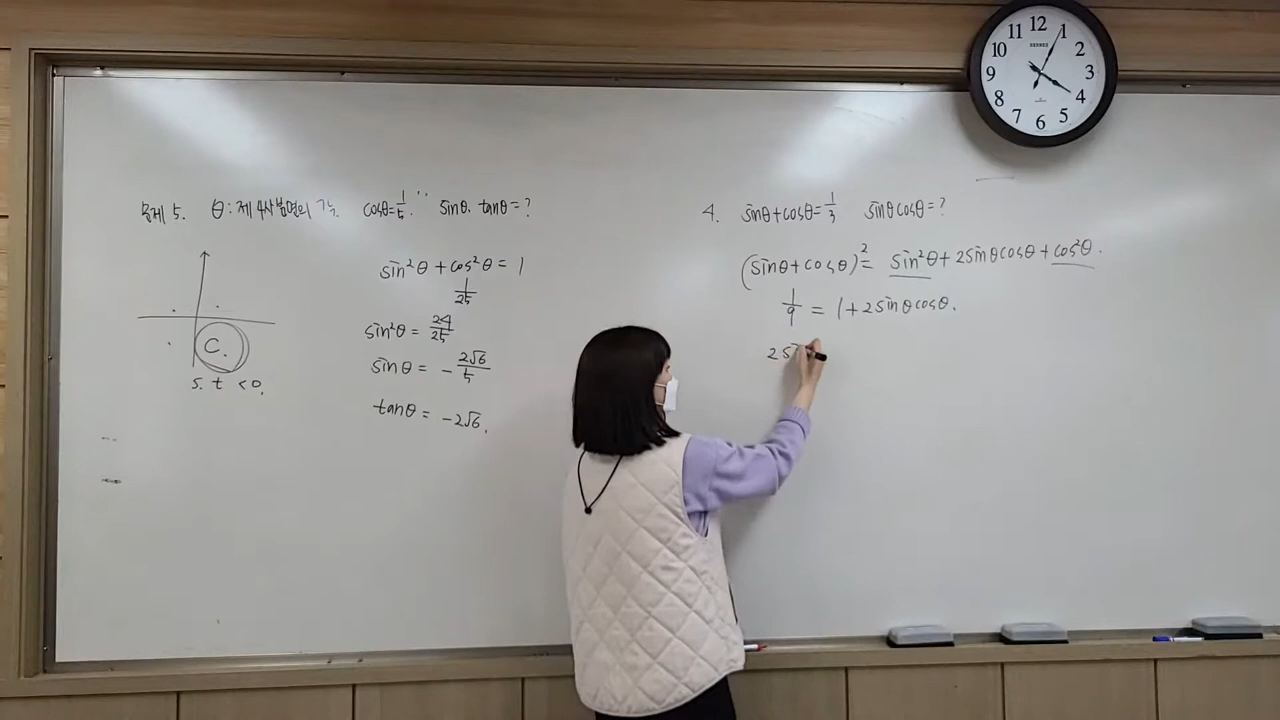 문제 5. θ: 제 4사분면의 각. cosθ=1/5. sinθ. tanθ=?
sin²θ + cos²θ = 1
1/25
sin²θ = 24/25
sinθ = - 2√6/5
tanθ = -2√6.
C.
s. t <0.
4. sinθ+cosθ=1/3 sinθcosθ=?
(sinθ+cosθ)²= sin²θ+2sinθcosθ+cos²θ.
1/9 = 1+2sinθcosθ.
2s
12
1
2
3
4
5
6
7
8
9
10
11